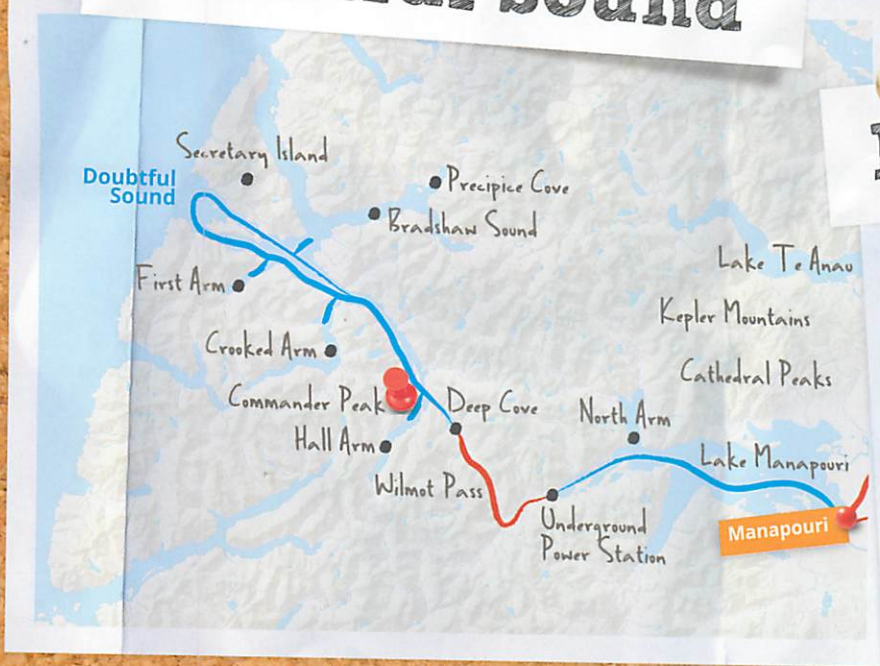 sound
Secretary Island
Doubtful
Sound
Precipice Cove
Bradshaw Sound
Lake Te Anau
First Arm
Kepler Mountains
Crooked Arm
Cathedral Peaks
Commander Peak
Deep Cove
North Arm
Hall Arm
Lake Manapouri
Wilmot Pass
Underground
Power Station
Manapouri